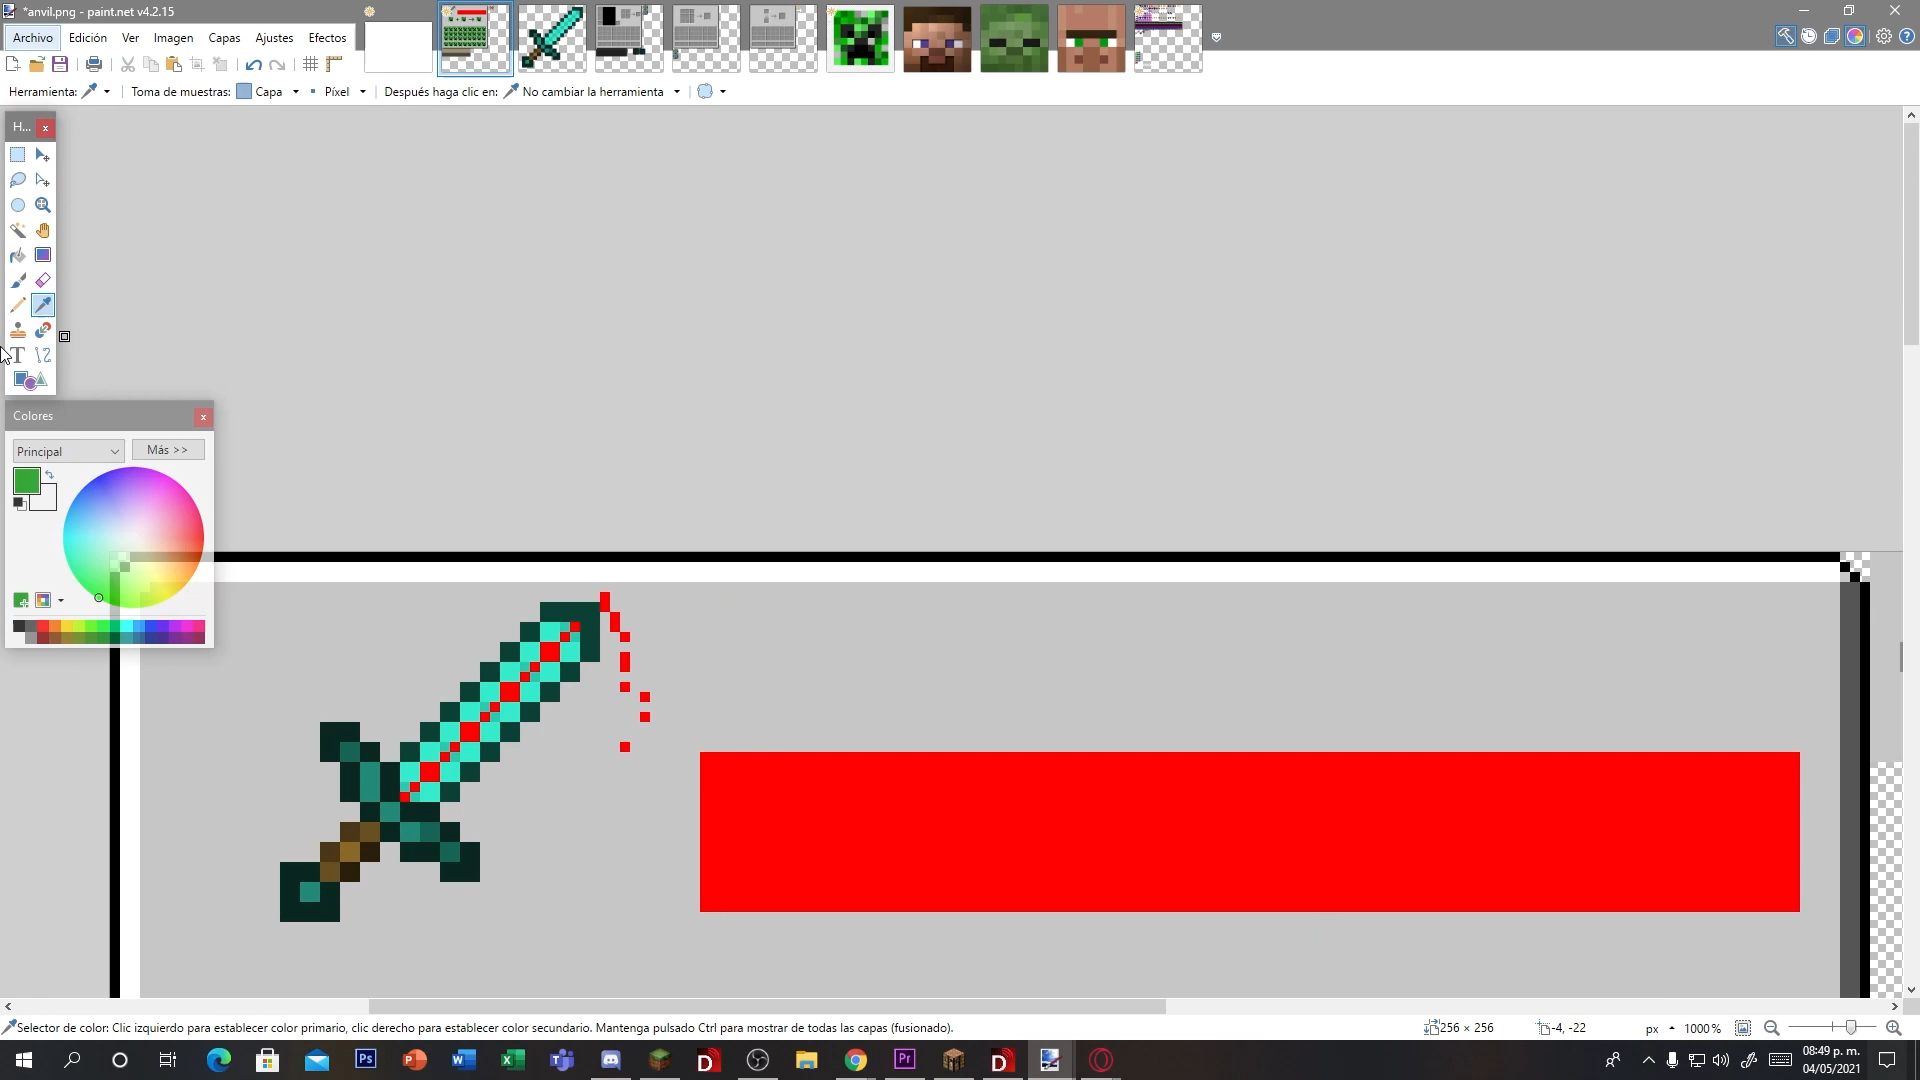 *anvil.png - paint.net v4.2.15
Archivo Edición Ver Imagen Capas Ajustes Efectos
Herramienta: Toma de muestras: Capa Píxel Después haga clic en: No cambiar la herramienta
H... x
T
Colores x
Principal Más >>
Selector de color: Clic izquierdo para establecer color primario, clic derecho para establecer color secundario. Mantenga pulsado Ctrl para mostrar de todas las capas (fusionado).
256 × 256 -4, -22 px 1000%
Ps Pr
08:49 p. m.
04/05/2021